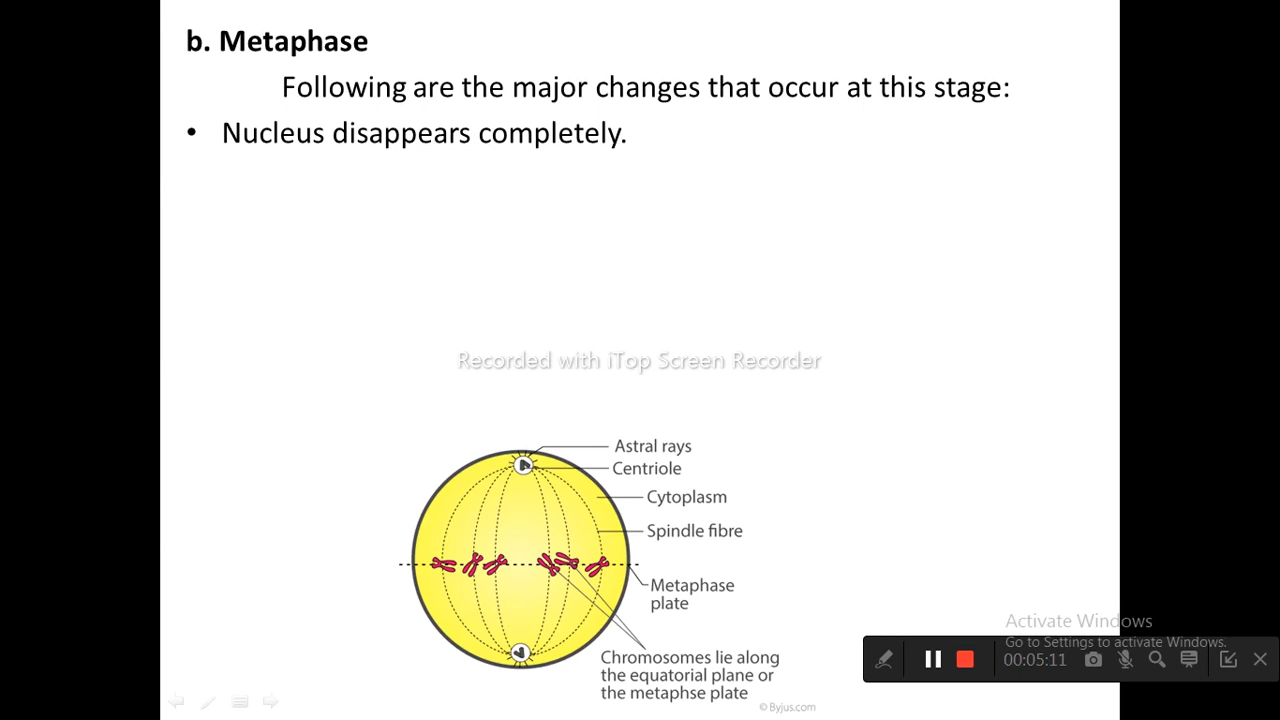 b. Metaphase
Following are the major changes that occur at this stage:
• Nucleus disappears completely.
Recorded with iTop Screen Recorder
Astral rays
Centriole
Cytoplasm
Spindle fibre
Metaphase
plate
Chromosomes lie along
the equatorial plane or
the metaphse plate
© Byjus.com
Activate Windows
Go to Settings to activate Windows.
00:05:11